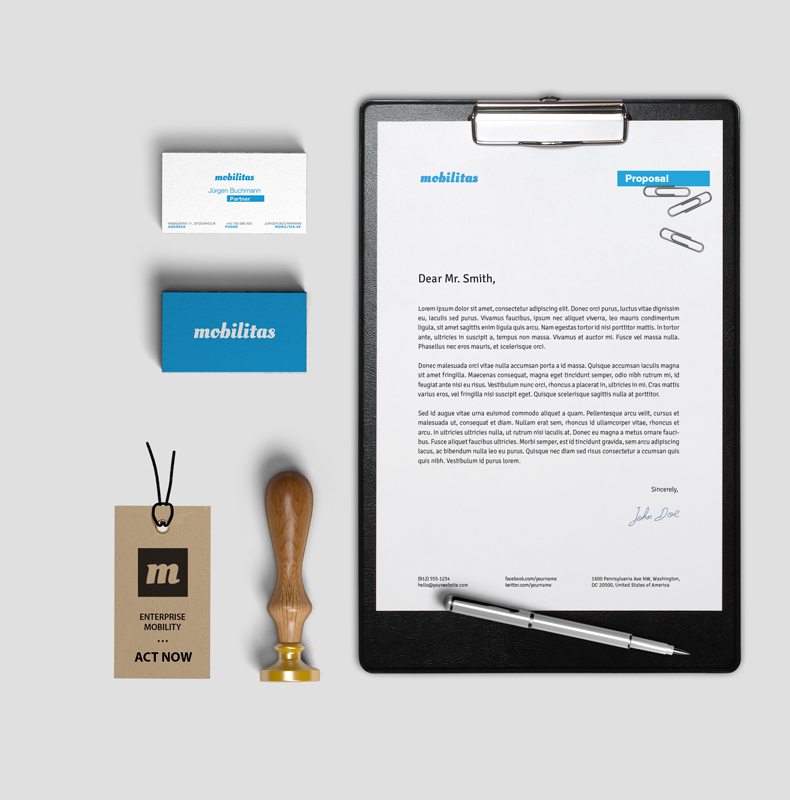 mobilitas
Jürgen Buchmann
Partner
ADDRESS PHONE
mobilitas
m
ENTERPRISE
MOBILITY
...
ACT NOW
mobilitas
Proposal
Dear Mr. Smith,
Lorem ipsum dolor sit amet, consectetur adipiscing elit. Donec orci purus, luctus vitae dignissim
eu, iaculis sed purus. Vivamus faucibus, ipsum nec aliquet viverra, leo mauris condimentum
ligula, sit amet sagittis enim ligula quis arcu. Nam egestas tortor id nisi porttitor mattis. In tortor
ante, ultricies in suscipit a, tempus non massa. Vivamus et auctor mi. Fusce vel massa nulla.
Phasellus nec eros mauris, et scelerisque orci.
Donec malesuada orci vitae nulla accumsan porta a id massa. Quisque accumsan iaculis magna
sit amet fringilla. Maecenas consequat, magna eget tincidunt semper, odio nibh rutrum mi, id
feugiat ante nisi eu risus. Vestibulum nunc orci, rhoncus a placerat in, ultricies in mi. Cras mattis
varius eros, vel fringilla nisi suscipit eget. Quisque scelerisque sagittis nulla at porttitor.
Sed id augue vitae urna euismod commodo aliquet a quam. Pellentesque arcu velit, cursus et
malesuada ut, consequat et diam. Nullam erat sem, rhoncus id ullamcorper vitae, rhoncus et
arcu. In ultricies ultricies nulla, ut rutrum nisi iaculis at. Donec eu magna a metus ornare fauci-
bus. Fusce aliquet faucibus ultricies. Morbi semper, est id tincidunt gravida, sem arcu adipiscing
lacus, ac bibendum nulla leo eu purus. Quisque nec diam sed risus consectetur a ccumsan quis
quis nibh. Vestibulum id purus lorem.
Sincerely,
John Doe
(912) 555-1234 facebook.com/yourname 1600 Pennsylvania Ave NW, Washington,
hello@yourwebsite.com twitter.com/yourname DC 20500, United States of America